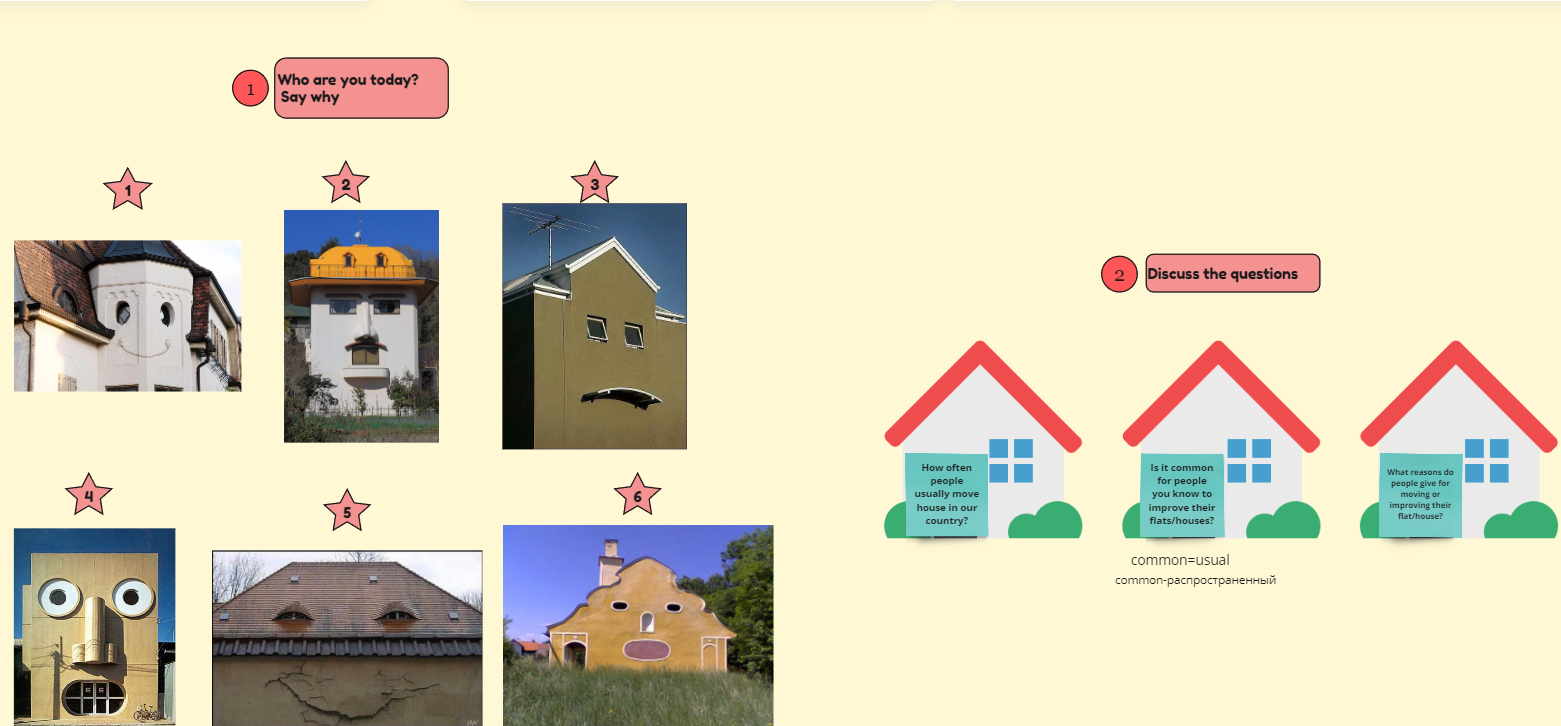 1
Who are you today?
Say why
1
2
3
4
5
6
2
Discuss the questions
How often
people
usually move
house in our
country?
Is it common
for people
you know to
improve their
flats/houses?
What reasons do
people give for
moving or
improving their
flat/house?
common=usual
common-распространенный